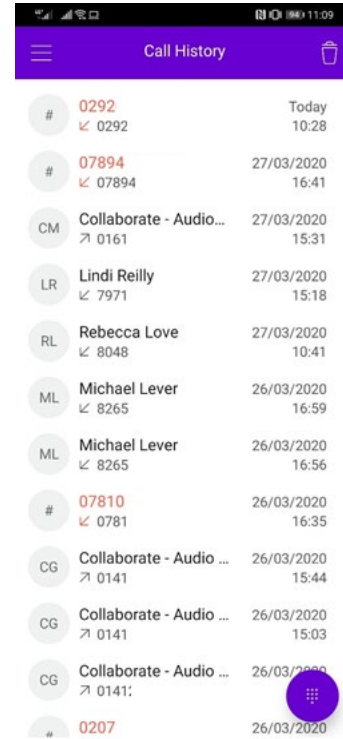 94 11:09
Call History
# 0292 Today
0292 10:28
# 07894 27/03/2020
07894 16:41
CM Collaborate - Audio... 27/03/2020
0161 15:31
LR Lindi Reilly 27/03/2020
7971 15:18
RL Rebecca Love 27/03/2020
8048 10:41
ML Michael Lever 26/03/2020
8265 16:59
ML Michael Lever 26/03/2020
8265 16:56
# 07810 26/03/2020
0781 16:35
CG Collaborate - Audio ... 26/03/2020
0141 15:44
CG Collaborate - Audio ... 26/03/2020
0141 15:03
CG Collaborate - Audio ... 26/03/2020
0141
# 0207 26/03/2020